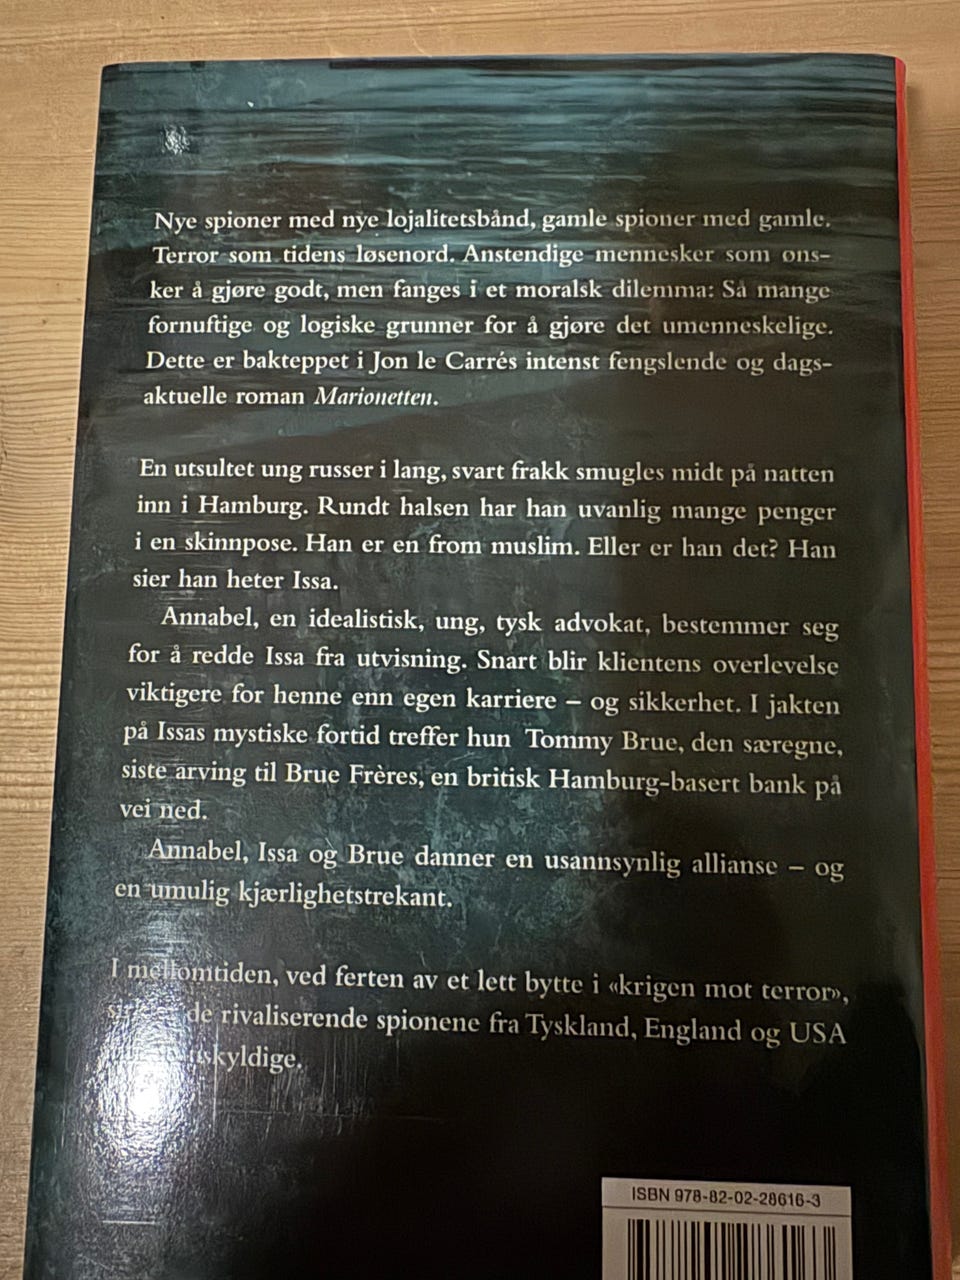 Nye spioner med nye lojalitetsbånd, gamle spioner med gamle.
Terror som tidens løsenord. Anstendige mennesker som øns-
ker å gjøre godt, men fanges i et moralsk dilemma: Så mange
fornuftige og logiske grunner for å gjøre det umenneskelige.
Dette er bakteppet i Jon le Carrés intenst fengslende og dags-
aktuelle roman Marionetten.
En utsultet ung russer i lang, svart frakk smugles midt på natten
inn i Hamburg. Rundt halsen har han uvanlig mange penger
i en skinnpose. Han er en from muslim. Eller er han det? Han
sier han heter Issa.
Annabel, en idealistisk, ung, tysk advokat, bestemmer seg
for å redde Issa fra utvisning. Snart blir klientens overlevelse
viktigere for henne enn egen karriere – og sikkerhet. I jakten
på Issas mystiske fortid treffer hun Tommy Brue, den særegne,
siste arving til Brue Frères, en britisk Hamburg-basert bank på
vei ned.
Annabel, Issa og Brue danner en usannsynlig allianse – og
en umulig kjærlighetstrekant.
I mellomtiden, ved ferten av et lett bytte i «krigen mot terror»,
de rivaliserende spionene fra Tyskland, England og USA
skyldige.
ISBN 978-82-02-28616-3